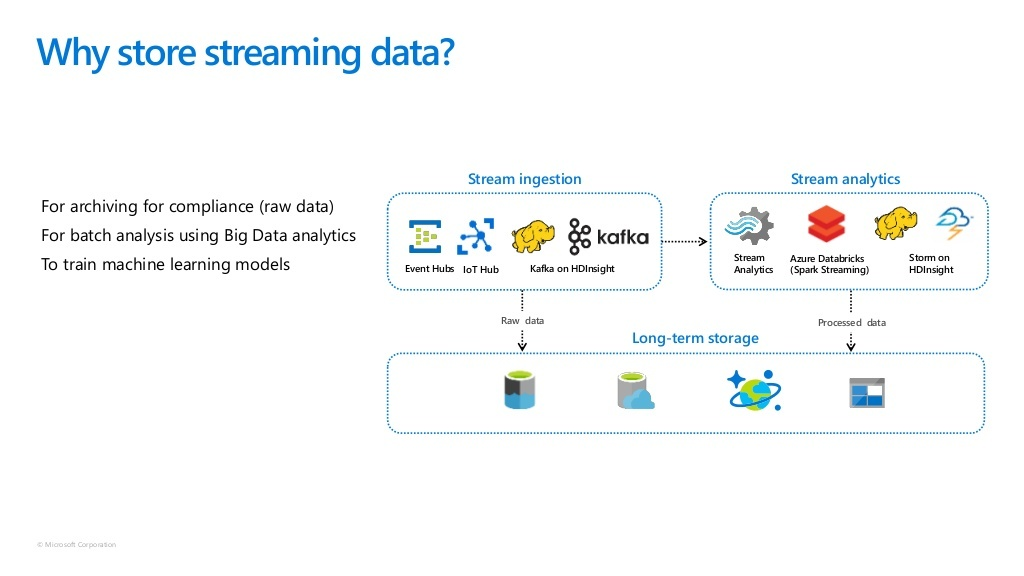 Why store streaming data?
For archiving for compliance (raw data)
For batch analysis using Big Data analytics
To train machine learning models
Stream ingestion
kafka
Event Hubs
IoT Hub
Kafka on HDInsight
Stream analytics
Stream
Analytics
Azure Databricks
(Spark Streaming)
Storm on
HDInsight
Raw data
Processed data
Long-term storage
© Microsoft Corporation